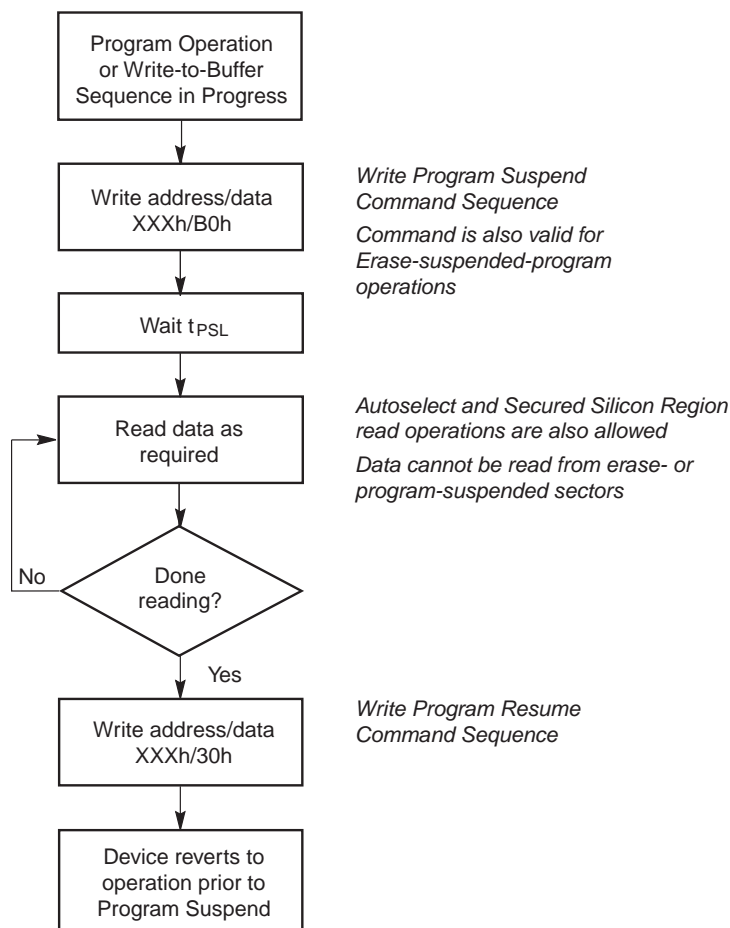 Program Operation
or Write-to-Buffer
Sequence in Progress
Write address/data
XXXh/B0h
Write Program Suspend
Command Sequence
Command is also valid for
Erase-suspended-program
operations
Wait tPSL
Read data as
required
Autoselect and Secured Silicon Region
read operations are also allowed
Data cannot be read from erase- or
program-suspended sectors
No
Done
reading?
Yes
Write address/data
XXXh/30h
Write Program Resume
Command Sequence
Device reverts to
operation prior to
Program Suspend